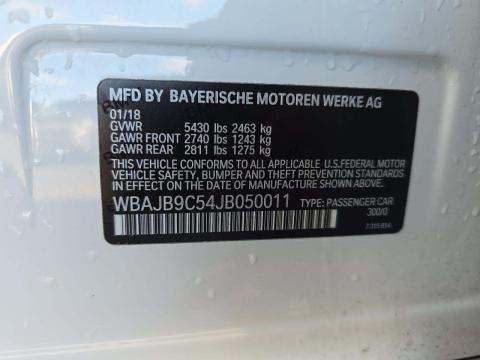 MFD BY BAYERISCHE MOTOREN WERKE AG
01/18
GVWR 5430 lbs 2463 kg
GAWR FRONT 2740 lbs 1243 kg
GAWR REAR 2811 lbs 1275 kg
THIS VEHICLE CONFORMS TO ALL APPLICABLE U.S.FEDERAL MOTOR
VEHICLE SAFETY, BUMPER AND THEFT PREVENTION STANDARDS IN
EFFECT ON THE DATE OF MANUFACTURE SHOWN ABOVE.
WBAJB9C54JB050011 TYPE: PASSENGER CAR
300/0